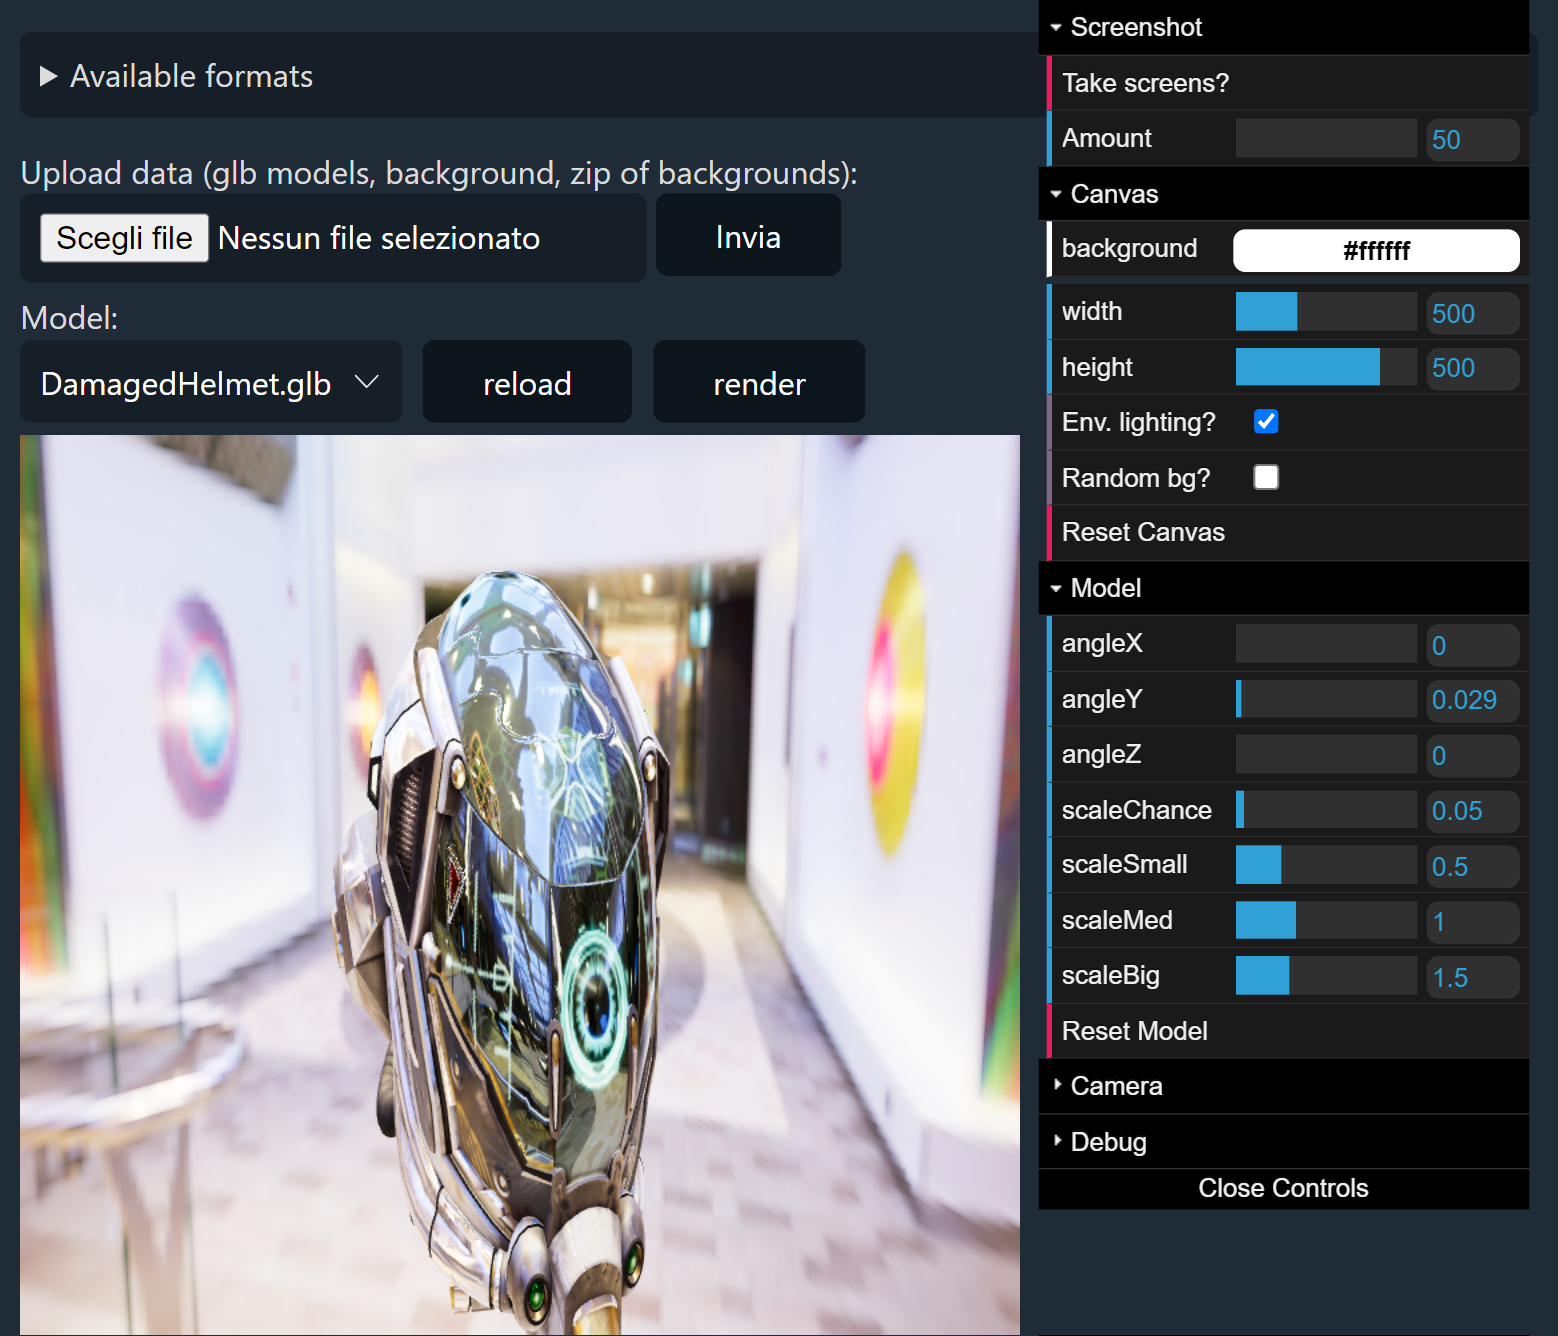 Available formats
Upload data (glb models, background, zip of backgrounds):
Scegli file Nessun file selezionato Invia
Model:
DamagedHelmet.glb reload render
Screenshot
Take screens?
Amount 50
Canvas
background #ffffff
width 500
height 500
Env. lighting?
Random bg?
Reset Canvas
Model
angleX 0
angleY 0.029
angleZ 0
scaleChance 0.05
scaleSmall 0.5
scaleMed 1
scaleBig 1.5
Reset Model
Camera
Debug
Close Controls